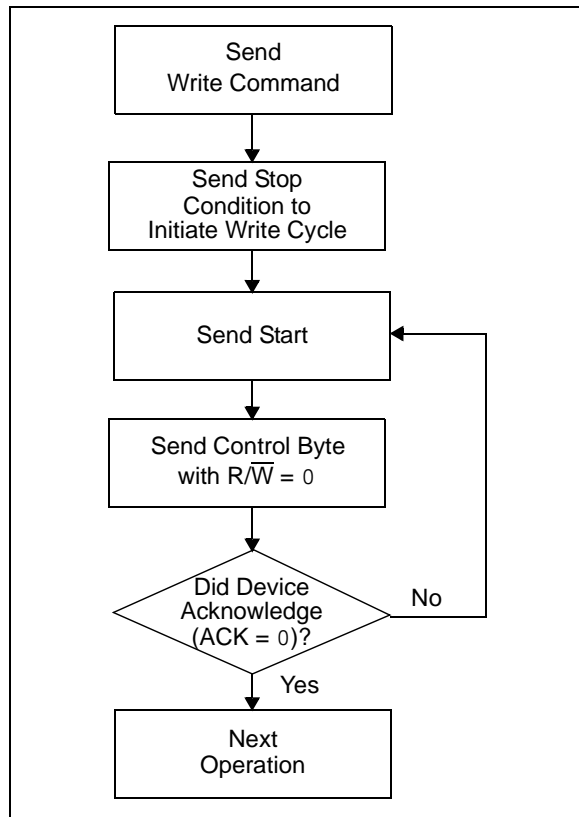 Send
Write Command
Send Stop
Condition to
Initiate Write Cycle
Send Start
Send Control Byte
with R/W̅ = 0
Did Device
Acknowledge
(ACK = 0)?
No
Yes
Next
Operation